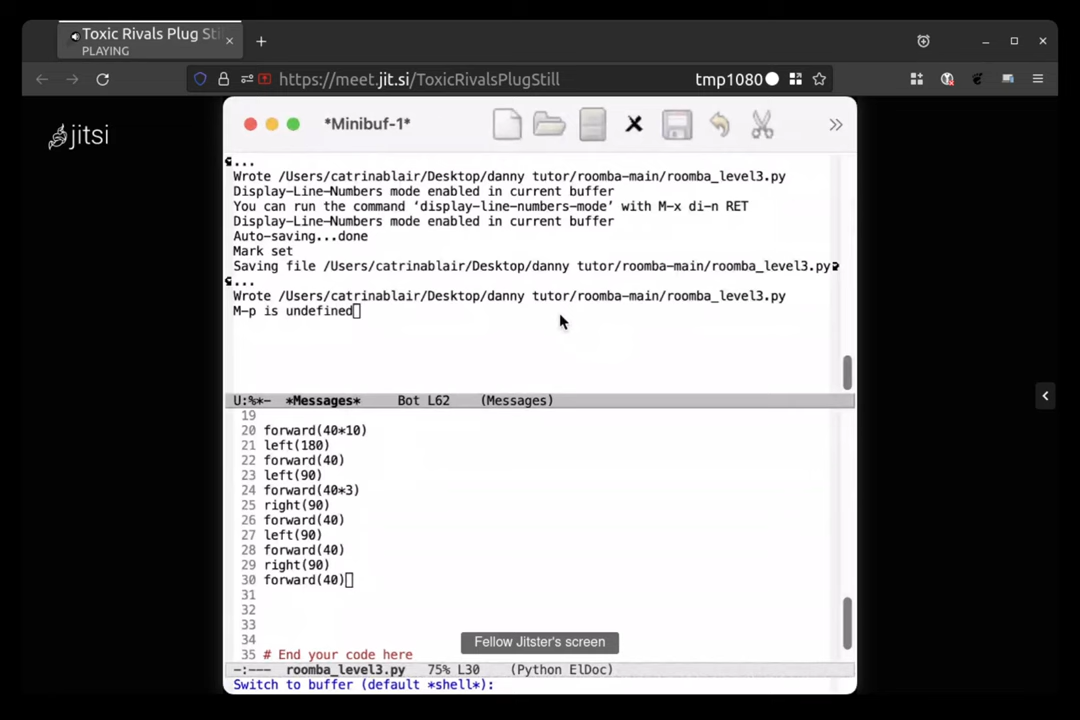 Toxic Rivals Plug Sti
PLAYING
https://meet.jit.si/ToxicRivalsPlugStill
tmp1080
jitsi
*Minibuf-1*
...
Wrote /Users/catrinablair/Desktop/danny tutor/roomba-main/roomba_level3.py
Display-Line-Numbers mode enabled in current buffer
You can run the command ‘display-line-numbers-mode’ with M-x di-n RET
Display-Line-Numbers mode enabled in current buffer
Auto-saving...done
Mark set
Saving file /Users/catrinablair/Desktop/danny tutor/roomba-main/roomba_level3.py
...
Wrote /Users/catrinablair/Desktop/danny tutor/roomba-main/roomba_level3.py
M-p is undefined
U:%*- *Messages* Bot L62 (Messages)
19
20 forward(40*10)
21 left(180)
22 forward(40)
23 left(90)
24 forward(40*3)
25 right(90)
26 forward(40)
27 left(90)
28 forward(40)
29 right(90)
30 forward(40)
31
32
33
34
Fellow Jitster's screen
35 # End your code here
-:--- roomba_level3.py 75% L30 (Python ElDoc)
Switch to buffer (default *shell*):